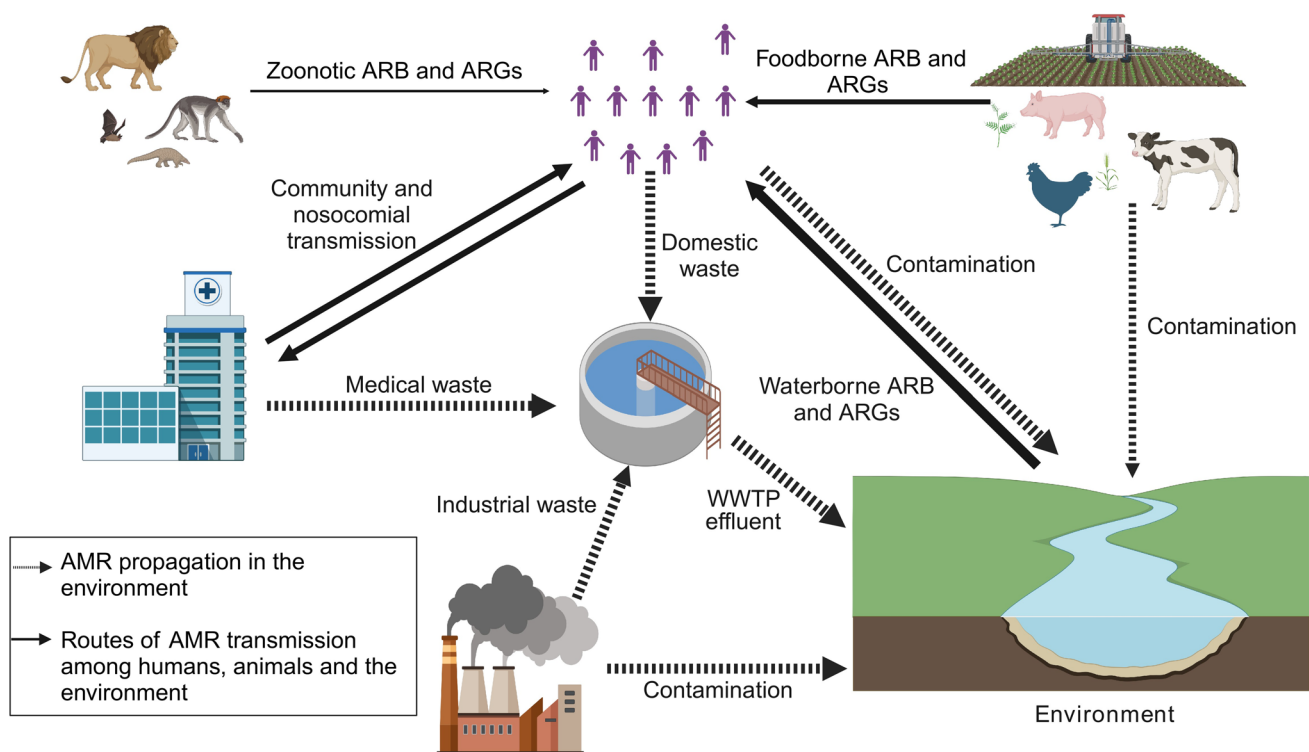 Zoonotic ARB and ARGs
Foodborne ARB and
ARGs
Community and
nosocomial
transmission
Domestic
waste
Contamination
Contamination
Medical waste
Waterborne ARB
and ARGs
Industrial waste
WWTP
effluent
AMR propagation in the
environment
Routes of AMR transmission
among humans, animals and the
environment
Contamination
Environment